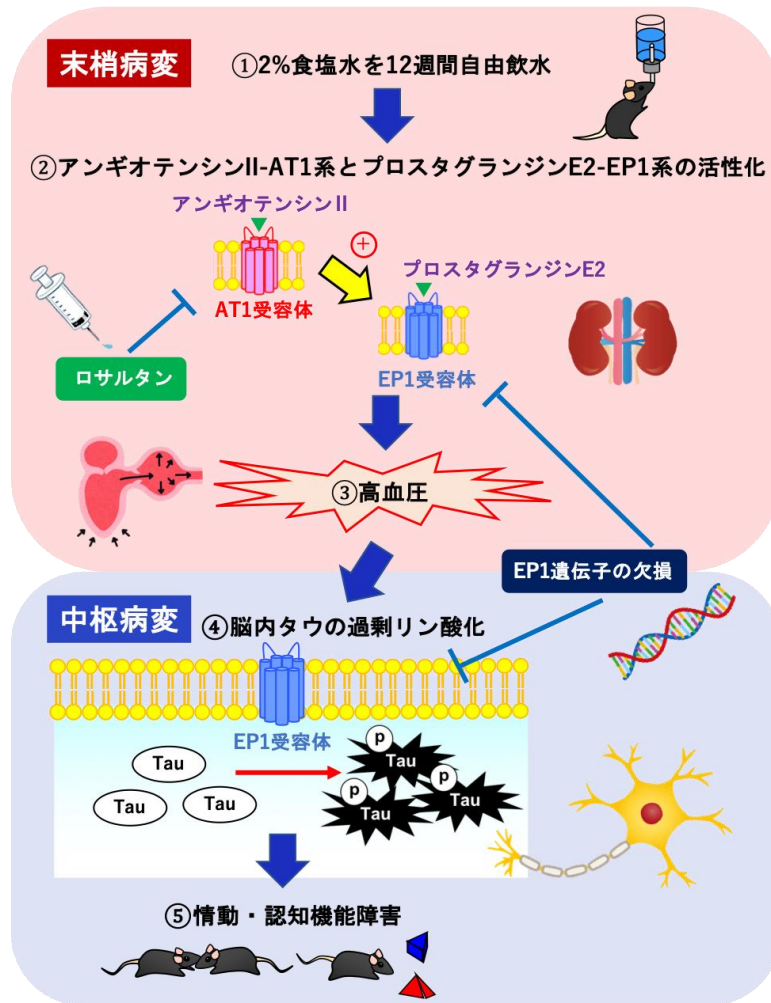 末梢病変
①2%食塩水を12週間自由飲水
②アンギオテンシンII-AT1系とプロスタグランジンE2-EP1系の活性化
アンギオテンシンⅡ
プロスタグランジンE2
AT1受容体
ロサルタン
EP1受容体
③高血圧
EP1遺伝子の欠損
中枢病変
④脳内タウの過剰リン酸化
EP1受容体
Tau
Tau
Tau
p
Tau
p
Tau
p
Tau
⑤情動・認知機能障害